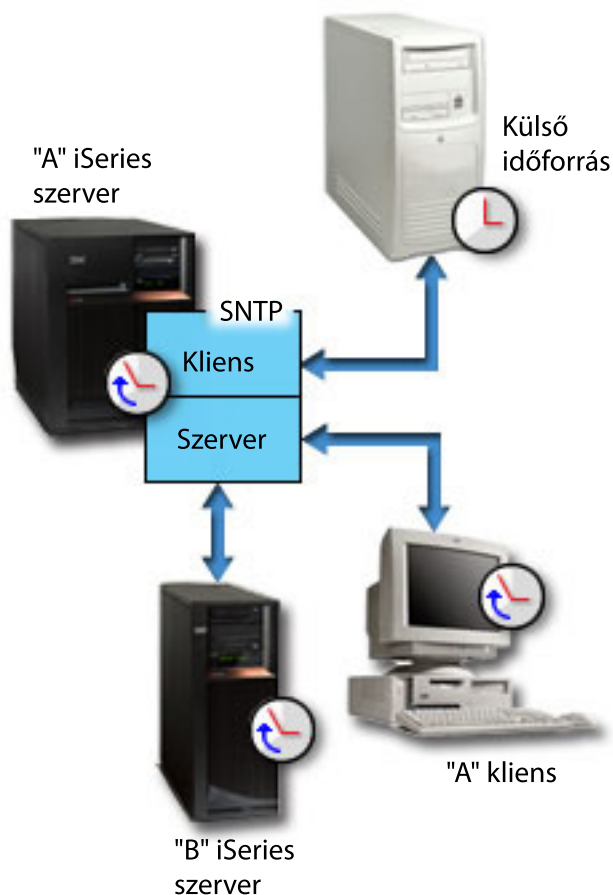 Külső
időforrás
"A" iSeries
szerver
SNTP
Kliens
Szerver
"A" kliens
"B" iSeries
szerver